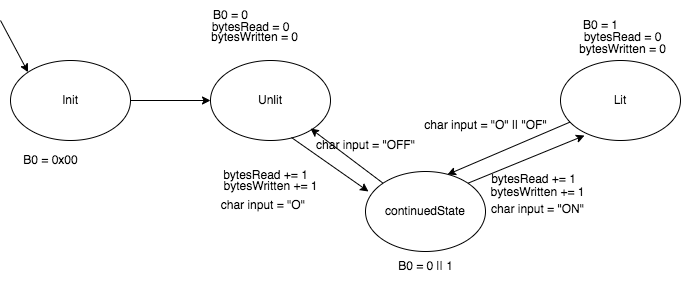 B0 = 0
bytesRead = 0
bytesWritten = 0
B0 = 1
bytesRead = 0
bytesWritten = 0
Init
Unlit
Lit
B0 = 0x00
char input = "O" || "OF"
char input = "OFF"
bytesRead += 1
bytesWritten += 1
char input = "O"
bytesRead += 1
bytesWritten += 1
char input = "ON"
continuedState
B0 = 0 || 1